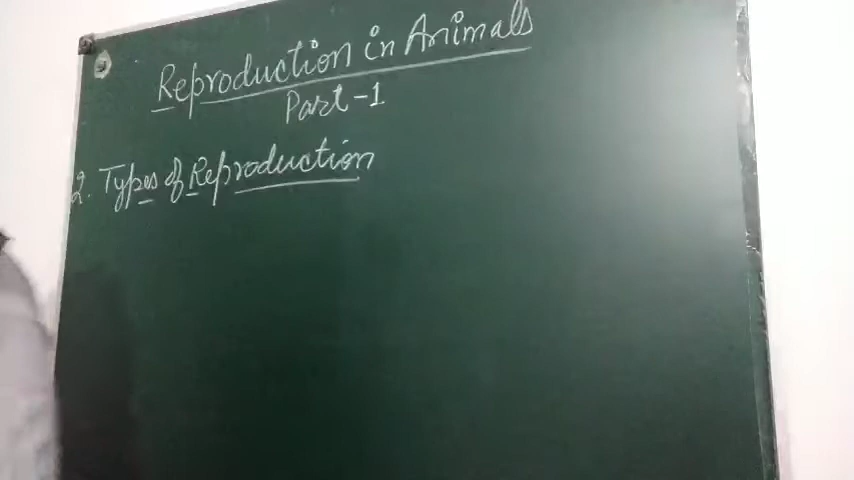 Reproduction in Animals
Part-1
2. Types of Reproduction